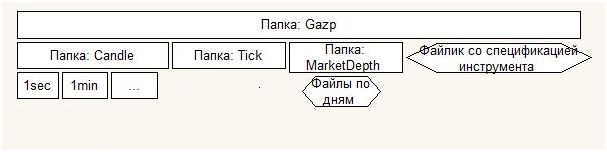 Папка: Gazp
Папка: Candle
Папка: Tick
Папка:
MarketDepth
Файлик со спецификацией
инструмента
1sec
1min
...
Файлы по
дням